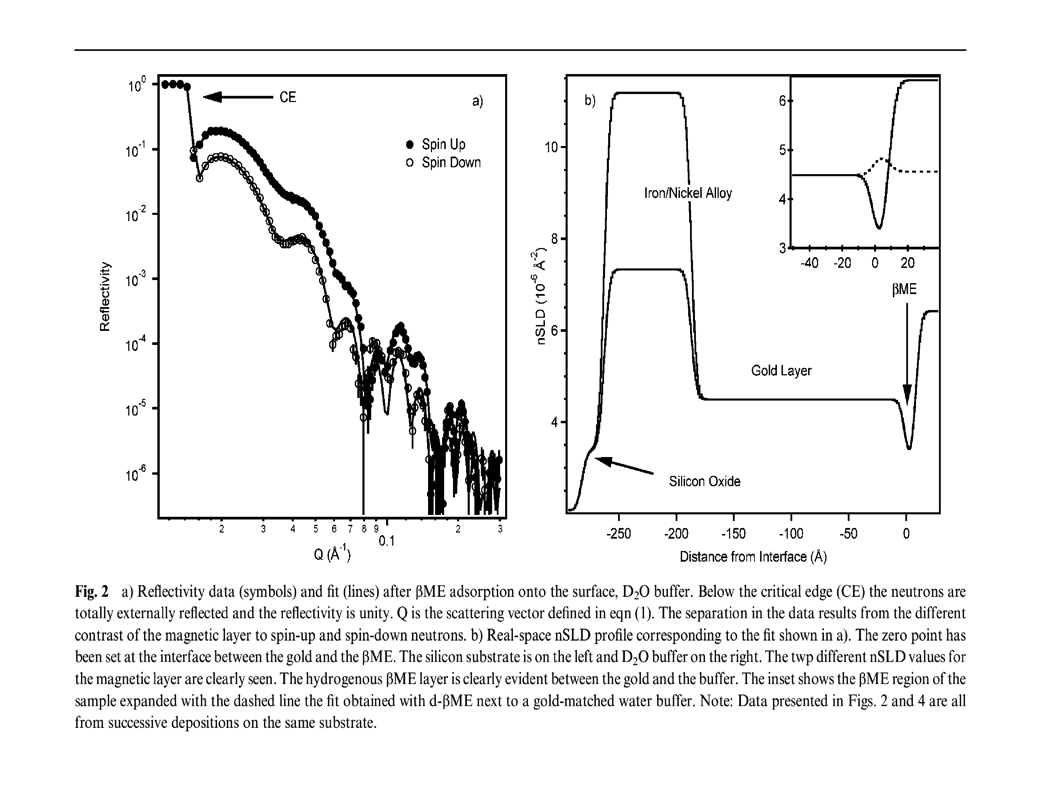 10^0
10^-1
10^-2
10^-3
10^-4
10^-5
10^-6
Reflectivity
CE
a)
Spin Up
Spin Down
2 3 4 5 6 7 8 9 0.1 2 3
Q (Å^-1)
b)
10
8
6
4
nSLD (10^-6 Å^-2)
Iron/Nickel Alloy
Gold Layer
Silicon Oxide
βME
6
5
4
3
-40 -20 0 20
-250 -200 -150 -100 -50 0
Distance from Interface (Å)
Fig. 2 a) Reflectivity data (symbols) and fit (lines) after βME adsorption onto the surface, D₂O buffer. Below the critical edge (CE) the neutrons are
totally externally reflected and the reflectivity is unity. Q is the scattering vector defined in eqn (1). The separation in the data results from the different
contrast of the magnetic layer to spin-up and spin-down neutrons. b) Real-space nSLD profile corresponding to the fit shown in a). The zero point has
been set at the interface between the gold and the βME. The silicon substrate is on the left and D₂O buffer on the right. The twp different nSLD values for
the magnetic layer are clearly seen. The hydrogenous βME layer is clearly evident between the gold and the buffer. The inset shows the βME region of the
sample expanded with the dashed line the fit obtained with d-βME next to a gold-matched water buffer. Note: Data presented in Figs. 2 and 4 are all
from successive depositions on the same substrate.